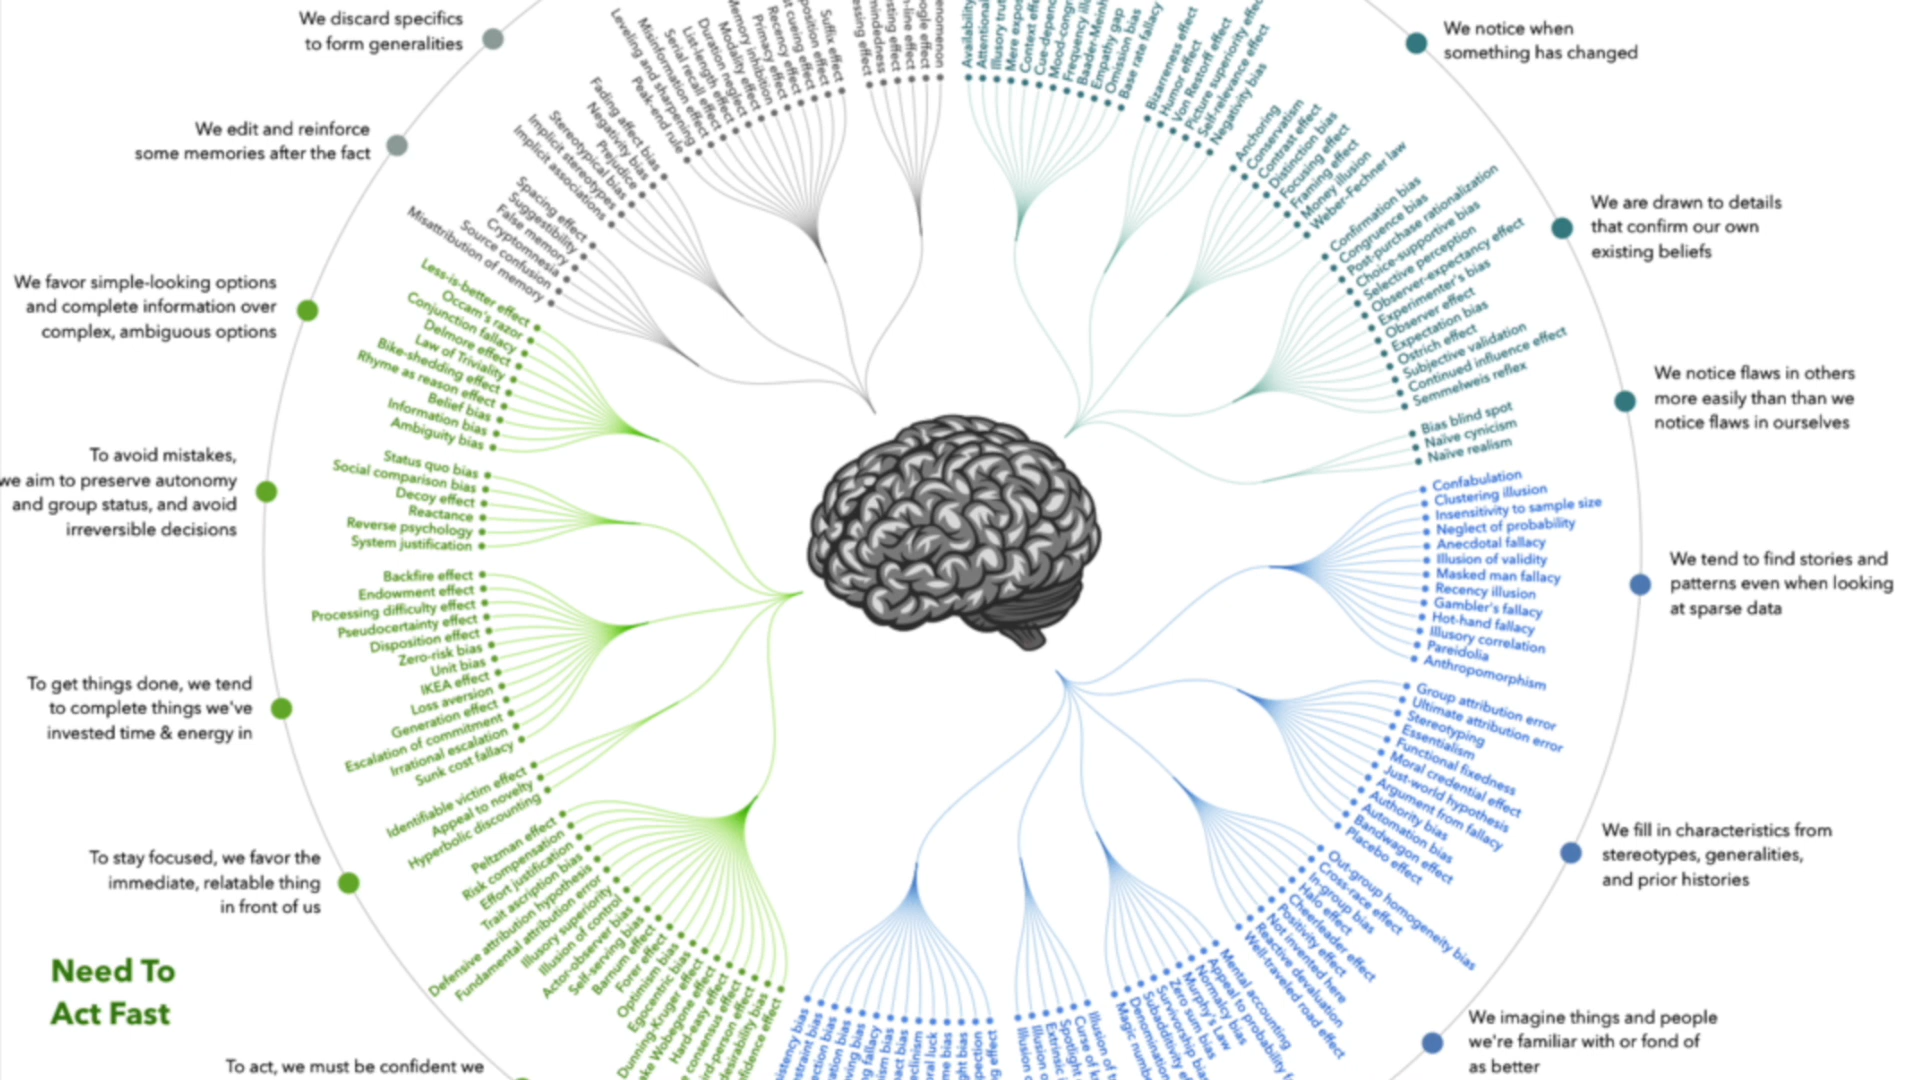 We discard specifics
to form generalities
We edit and reinforce
some memories after the fact
We favor simple-looking options
and complete information over
complex, ambiguous options
To avoid mistakes,
we aim to preserve autonomy
and group status, and avoid
irreversible decisions
To get things done, we tend
to complete things we've
invested time & energy in
To stay focused, we favor the
immediate, relatable thing
in front of us
Need To
Act Fast
To act, we must be confident we
We notice when
something has changed
We are drawn to details
that confirm our own
existing beliefs
We notice flaws in others
more easily than than we
notice flaws in ourselves
We tend to find stories and
patterns even when looking
at sparse data
We fill in characteristics from
stereotypes, generalities,
and prior histories
We imagine things and people
we're familiar with or fond of
as better
Suffix effect
Recency effect
Primacy effect
Memory inhibition
Modality effect
Duration neglect
List-length effect
Serial recall effect
Misinformation effect
Leveling and sharpening
Peak-end rule
Fading affect bias
Negativity bias
Prejudice
Stereotypical bias
Implicit stereotypes
Implicit associations
Spacing effect
Suggestibility
False memory
Cryptomnesia
Source confusion
Misattribution of memory
Less-is-better effect
Occam's razor
Conjunction fallacy
Delmore effect
Law of Triviality
Bike-shedding effect
Rhyme as reason effect
Belief bias
Information bias
Ambiguity bias
Status quo bias
Social comparison bias
Decoy effect
Reactance
Reverse psychology
System justification
Backfire effect
Endowment effect
Processing difficulty effect
Pseudocertainty effect
Disposition effect
Zero-risk bias
Unit bias
IKEA effect
Loss aversion
Generation effect
Escalation of commitment
Irrational escalation
Sunk cost fallacy
Identifiable victim effect
Appeal to novelty
Hyperbolic discounting
Peltzman effect
Risk compensation
Effort justification
Trait ascription bias
Defensive attribution hypothesis
Fundamental attribution error
Illusory superiority
Illusion of control
Actor-observer bias
Self-serving bias
Barnum effect
Forer effect
Optimism bias
Egocentric bias
Dunning-Kruger effect
Wobegone effect
Hard-easy effect
consensus effect
Availability
Attentional
Illusory
Mere
Context
Mood-
Frequency
Empathy gap
Omission bias
Base rate fallacy
Bizarreness effect
Humor effect
Von Restorff effect
Picture superiority
Self-relevance effect
Negativity bias
Anchoring
Conservatism
Contrast effect
Distinction bias
Focusing effect
Framing effect
Money illusion
Weber–Fechner law
Confirmation bias
Congruence bias
Post-purchase rationalization
Choice-supportive bias
Selective perception
Observer-expectancy effect
Experimenter's bias
Observer effect
Expectation bias
Ostrich effect
Subjective validation
Continued influence effect
Semmelweis reflex
Bias blind spot
Naïve cynicism
Naïve realism
Confabulation
Clustering illusion
Insensitivity to sample size
Neglect of probability
Anecdotal fallacy
Illusion of validity
Masked man fallacy
Recency illusion
Gambler's fallacy
Hot-hand fallacy
Illusory correlation
Pareidolia
Anthropomorphism
Group attribution error
Ultimate attribution error
Stereotyping
Essentialism
Functional fixedness
Moral credential effect
Just-world hypothesis
Argument from fallacy
Authority bias
Automation bias
Bandwagon effect
Placebo effect
Out-group homogeneity bias
Cross-race effect
In-group bias
Halo effect
Cheerleader effect
Positivity effect
Not invented here
Reactive devaluation
Well-traveled road effect
Mental accounting
Appeal to probability
Normalcy bias
Murphy's Law
Zero sum bias
Survivorship
Subadditivity
Denomination
Magic
Illusion of
Curse of
Spotlight
Extrinsic
Illusion
Illusion